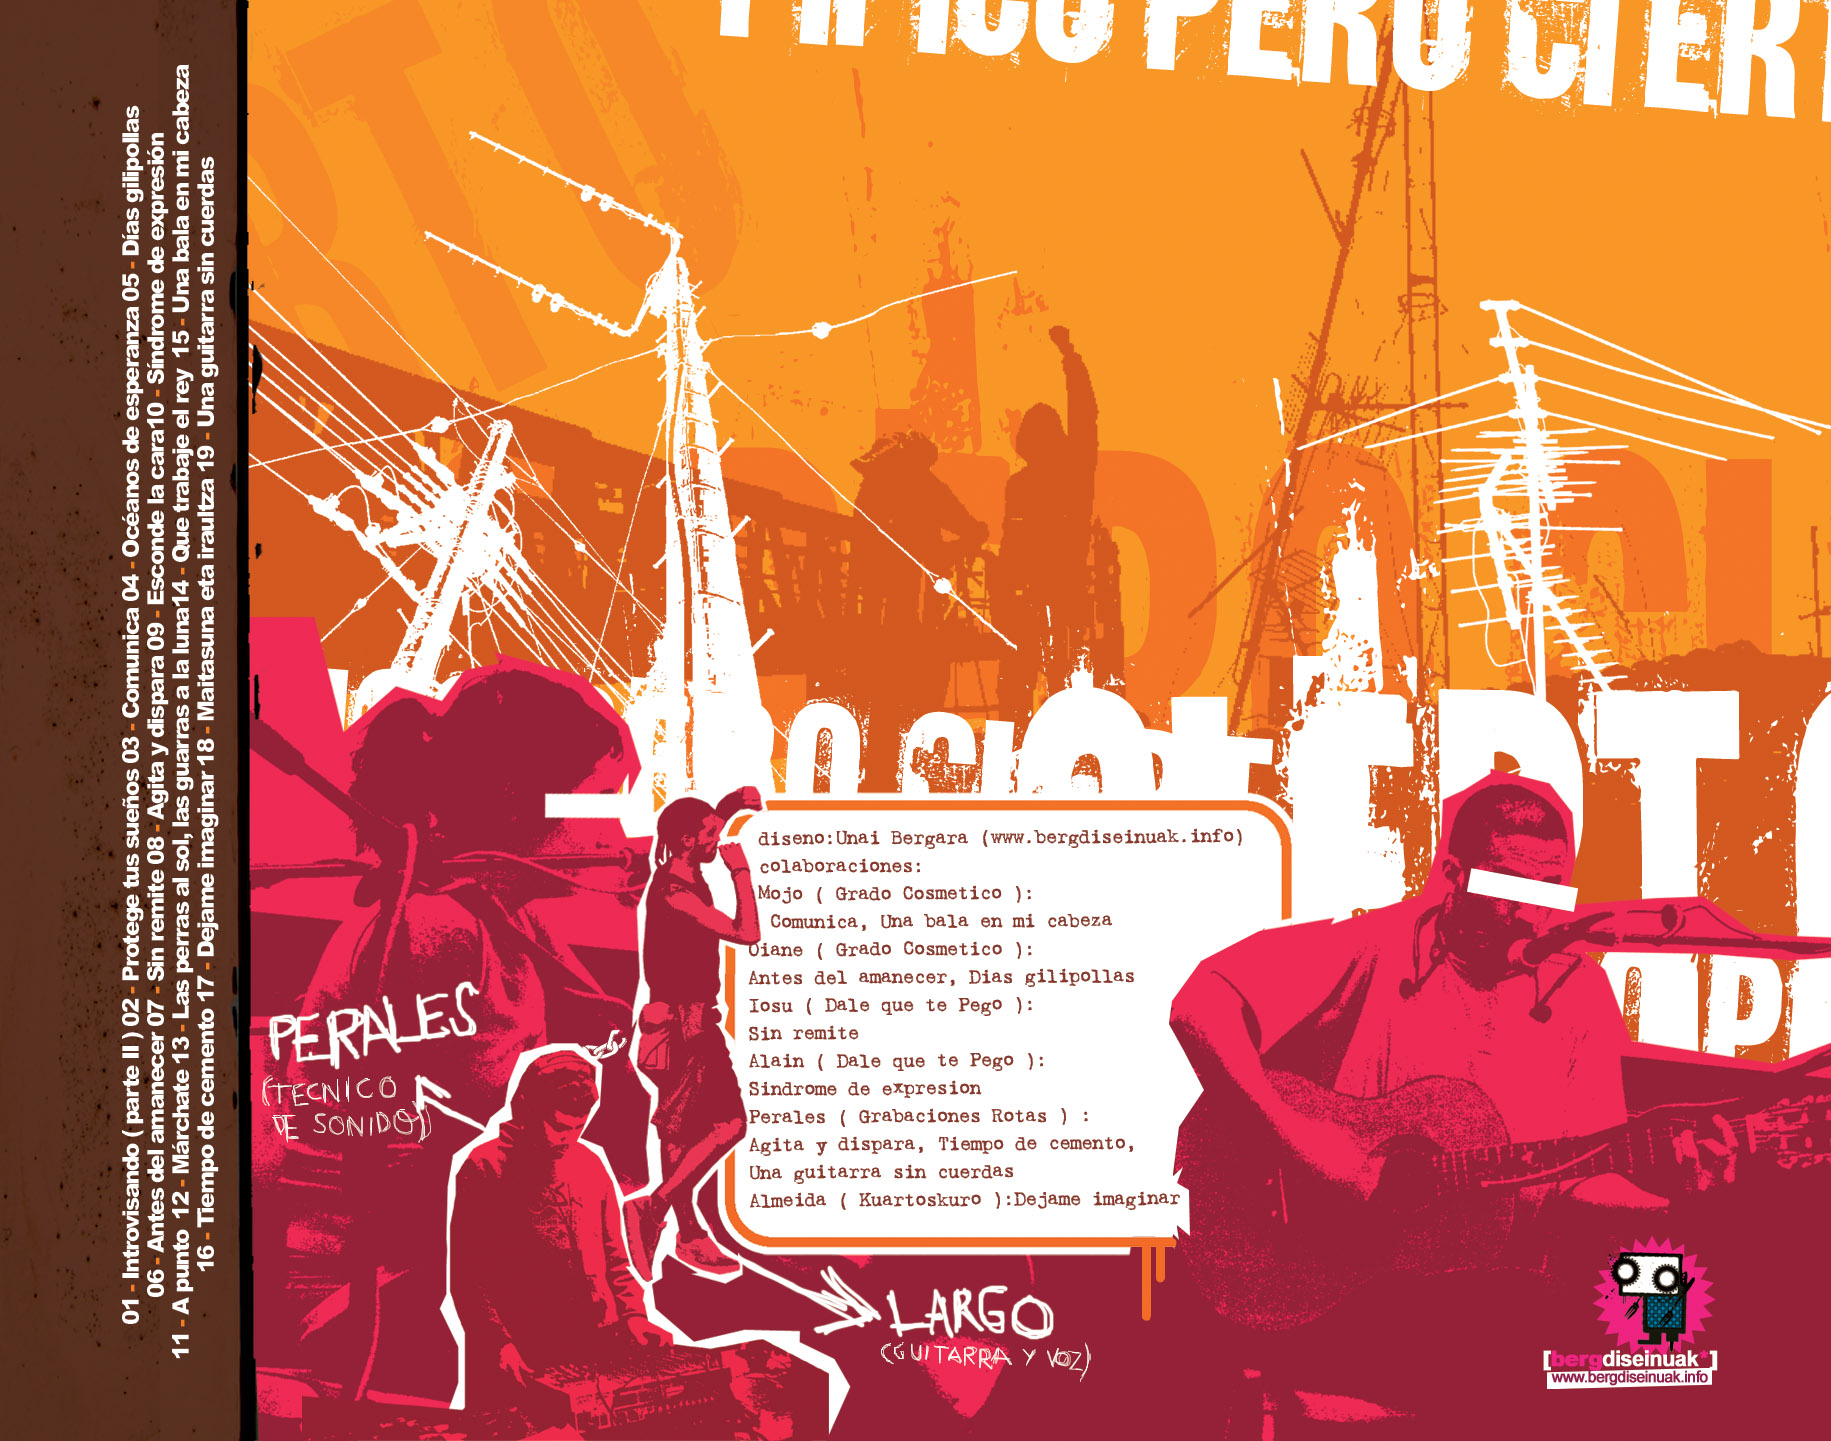 01 - Introvisando ( parte II ) 02 - Protege tus sueños 03 - Comunica 04 - Océanos de esperanza 05 - Días gilipollas
06 - Antes del amanecer 07 - Sin remite 08 - Agita y dispara 09 - Esconde la cara10 - Síndrome de expresión
11 - A punto 12 - Márchate 13 - Las perras al sol, las guarras a la luna14 - Que trabaje el rey 15 - Una bala en mi cabeza
16 - Tiempo de cemento 17 - Dejame imaginar 18 - Maitasuna eta iraultza 19 - Una guitarra sin cuerdas
PERO CIERT
diseno:Unai Bergara (www.bergdiseinuak.info)
colaboraciones:
Mojo ( Grado Cosmetico ):
Comunica, Una bala en mi cabeza
Oiane ( Grado Cosmetico ):
Antes del amanecer, Dias gilipollas
Iosu ( Dale que te Pego ):
Sin remite
Alain ( Dale que te Pego ):
Sindrome de expresion
Perales ( Grabaciones Rotas ) :
Agita y dispara, Tiempo de cemento,
Una guitarra sin cuerdas
Almeida ( Kuartoskuro ):Dejame imaginar
PERALES
(TECNICO
DE SONIDO)
LARGO
(GUITARRA Y VOZ)
[bergdiseinuak*]
www.bergdiseinuak.info